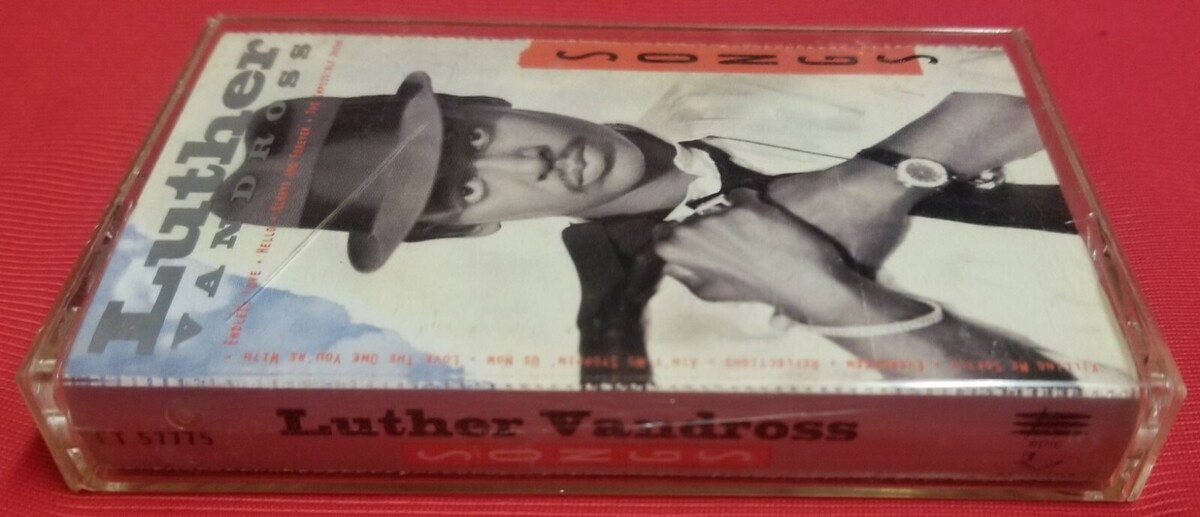 Luther
VANDROSS
SONGS
ENDLESS LOVE • HELLO • ALWAYS AND FOREVER • THE IMPOSSIBLE DREAM
KILLING ME SOFTLY • EVERGREEN • REFLECTIONS • AIN'T NO STOPPIN' US NOW • LOVE THE ONE YOU'RE WITH •
ET 57775
Luther Vandross
SONGS
epic